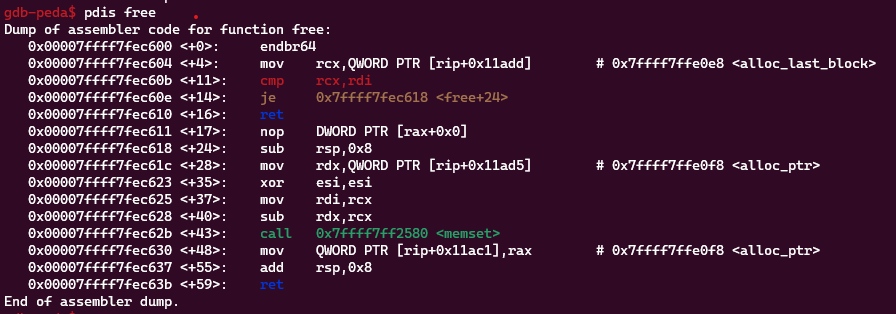 gdb-peda$ pdis free
Dump of assembler code for function free:
   0x00007ffff7fec600 <+0>:     endbr64
   0x00007ffff7fec604 <+4>:     mov    rcx,QWORD PTR [rip+0x11add]        # 0x7ffff7ffe0e8 <alloc_last_block>
   0x00007ffff7fec60b <+11>:    cmp    rcx,rdi
   0x00007ffff7fec60e <+14>:    je     0x7ffff7fec618 <free+24>
   0x00007ffff7fec610 <+16>:    ret
   0x00007ffff7fec611 <+17>:    nop    DWORD PTR [rax+0x0]
   0x00007ffff7fec618 <+24>:    sub    rsp,0x8
   0x00007ffff7fec61c <+28>:    mov    rdx,QWORD PTR [rip+0x11ad5]        # 0x7ffff7ffe0f8 <alloc_ptr>
   0x00007ffff7fec623 <+35>:    xor    esi,esi
   0x00007ffff7fec625 <+37>:    mov    rdi,rcx
   0x00007ffff7fec628 <+40>:    sub    rdx,rcx
   0x00007ffff7fec62b <+43>:    call   0x7ffff7ff2580 <memset>
   0x00007ffff7fec630 <+48>:    mov    QWORD PTR [rip+0x11ac1],rax        # 0x7ffff7ffe0f8 <alloc_ptr>
   0x00007ffff7fec637 <+55>:    add    rsp,0x8
   0x00007ffff7fec63b <+59>:    ret
End of assembler dump.